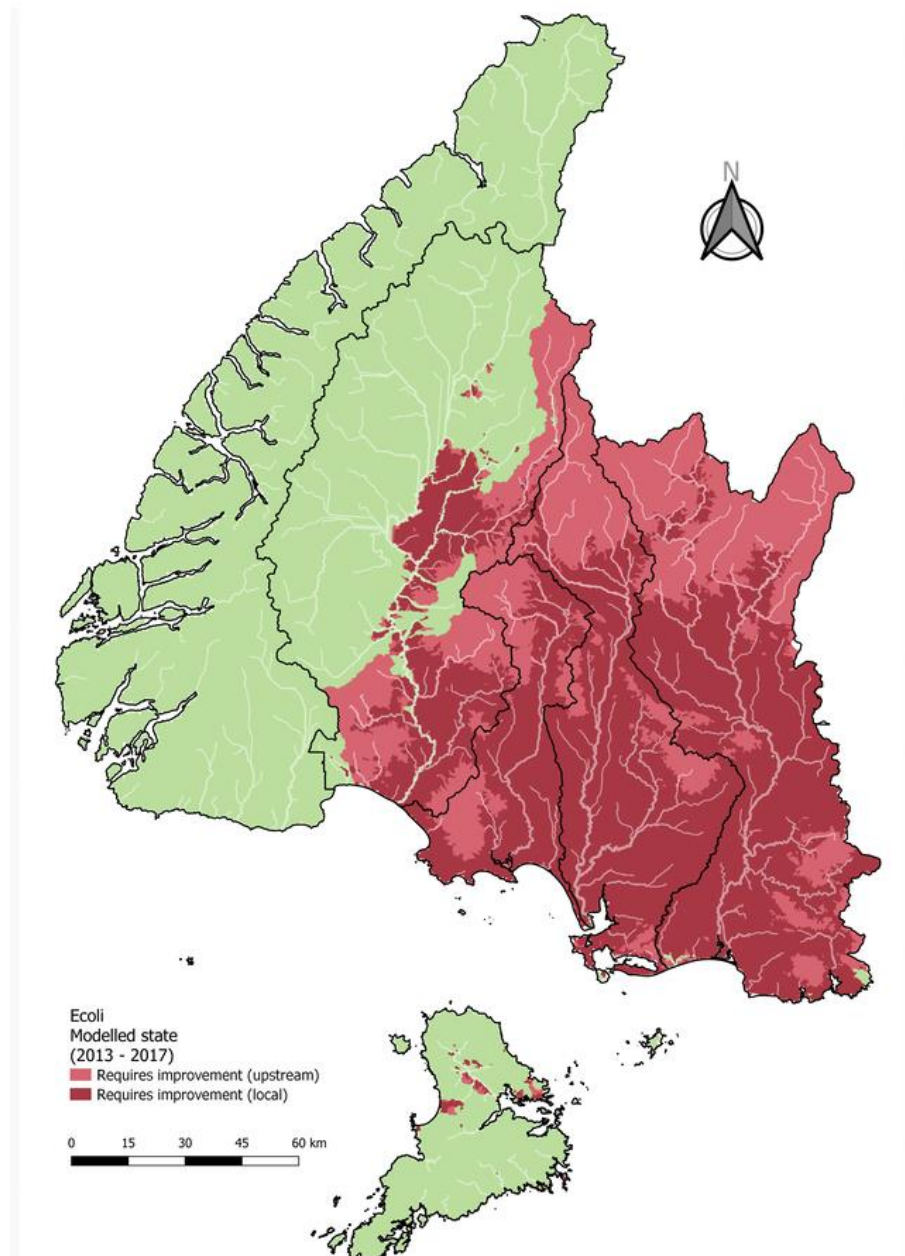 N
Ecoli
Modelled state
(2013 - 2017)
Requires improvement (upstream)
Requires improvement (local)
0 15 30 45 60 km